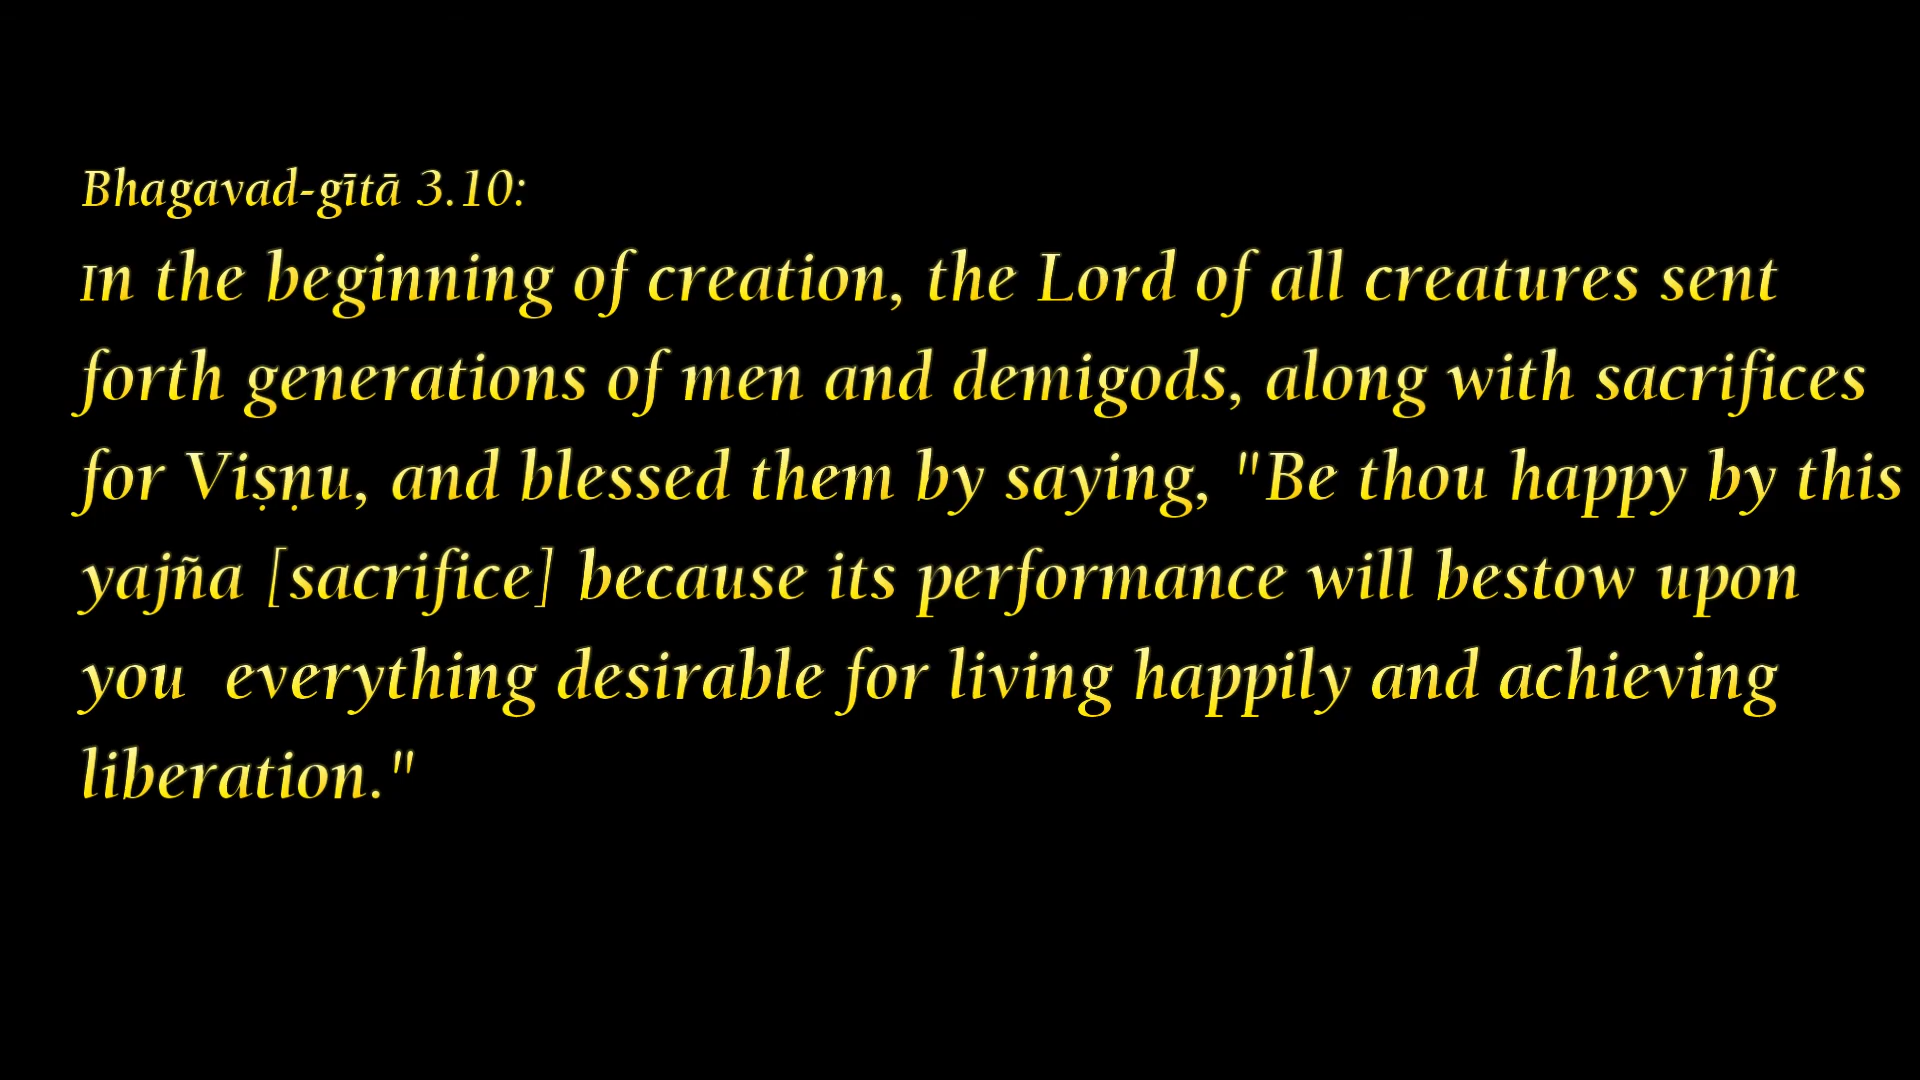 Bhagavad-gītā 3.10:
In the beginning of creation, the Lord of all creatures sent
forth generations of men and demigods, along with sacrifices
for Viṣṇu, and blessed them by saying, "Be thou happy by this
yajña [sacrifice] because its performance will bestow upon
you  everything desirable for living happily and achieving
liberation."